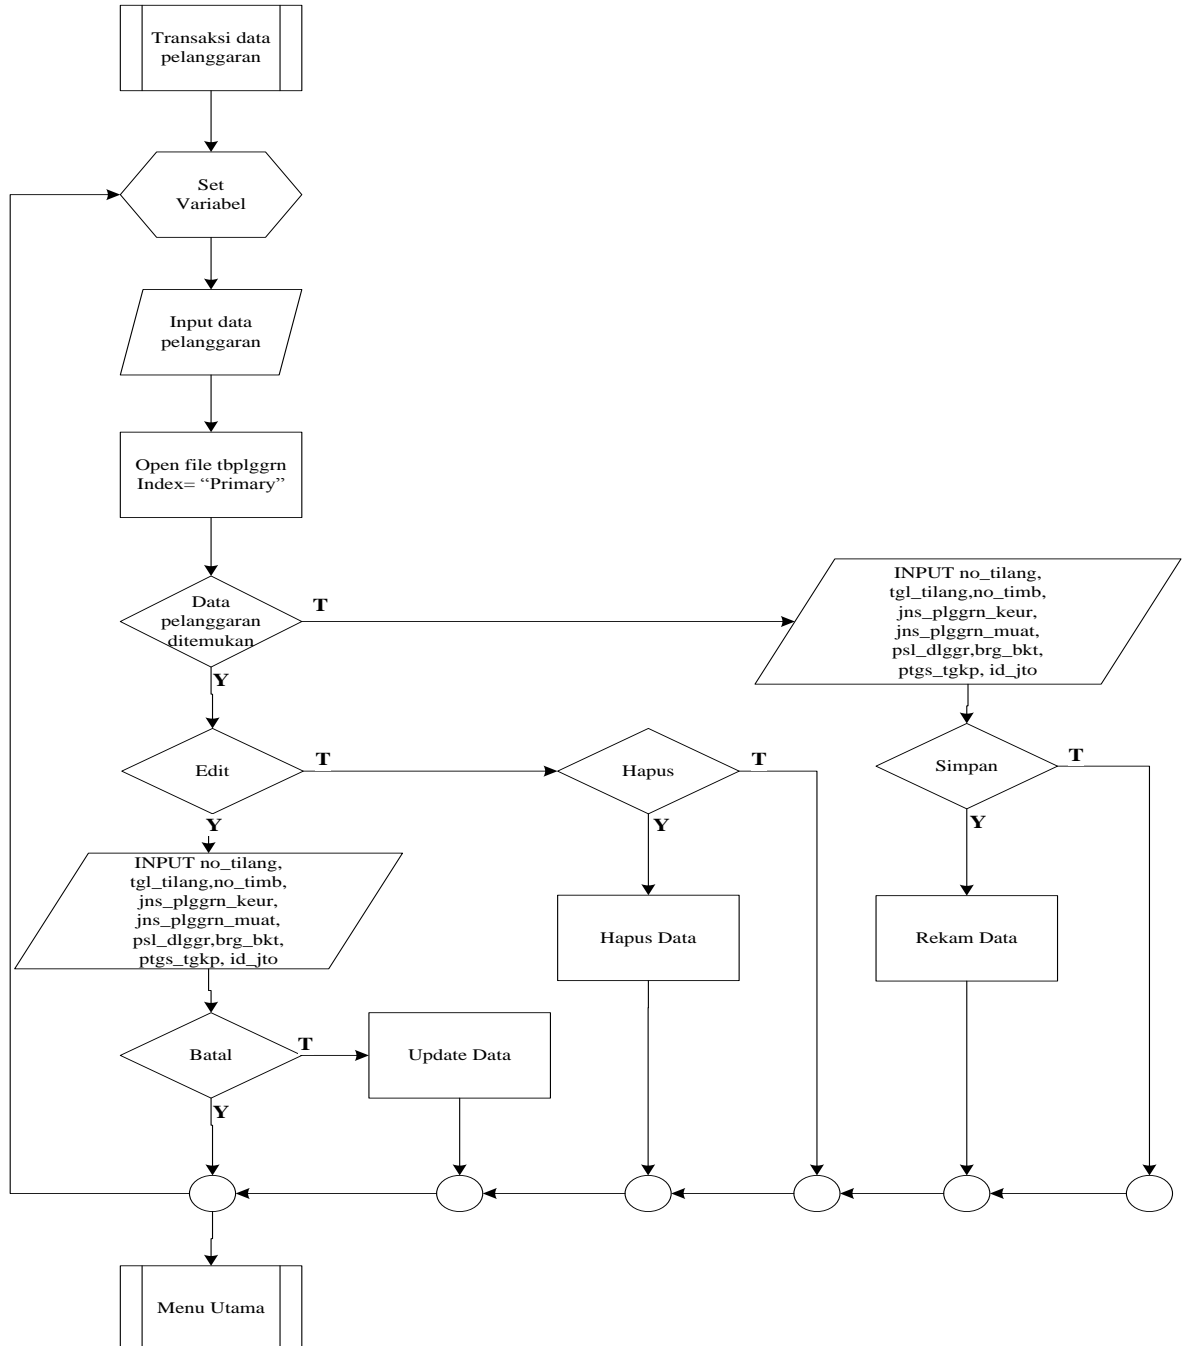 Transaksi data
pelanggaran
Set
Variabel
Input data
pelanggaran
Open file tbplggrn
Index= “Primary”
Data
pelanggaran
ditemukan
T
Y
INPUT no_tilang,
tgl_tilang,no_timb,
jns_plggrn_keur,
jns_plggrn_muat,
psl_dlggr,brg_bkt,
ptgs_tgkp, id_jto
Edit
T
Y
Hapus
T
Y
Simpan
T
Y
INPUT no_tilang,
tgl_tilang,no_timb,
jns_plggrn_keur,
jns_plggrn_muat,
psl_dlggr,brg_bkt,
ptgs_tgkp, id_jto
Hapus Data
Rekam Data
Batal
T
Y
Update Data
Menu Utama